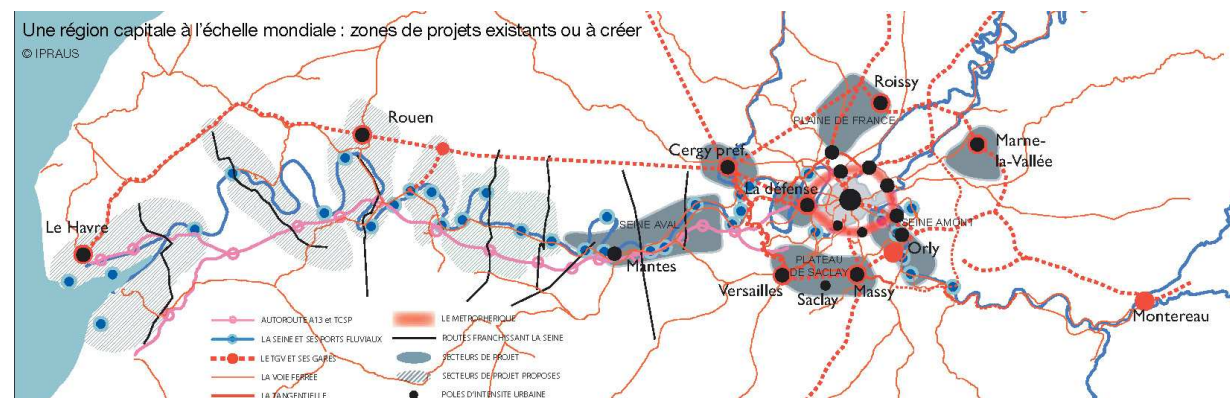 Une région capitale à l'échelle mondiale : zones de projets existants ou à créer
© IPRAUS
Roissy
PLAINE DE FRANCE
Rouen
Marne-
la-Vallée
Cergy préf.
La défense
Le Havre
SEINE AVAL
SEINE AMONT
Mantes
Orly
PLATEAU
DE SACLAY
Versailles
Saclay
Massy
Montereau
AUTOROUTE A13 et TCSP
LA SEINE ET SES PORTS FLUVIAUX
LE TGV ET SES GARES
LA VOIE FERREE
LA TANGENTIELLE
LE METROPHERIQUE
ROUTES FRANCHISSANT LA SEINE
SECTEURS DE PROJET
SECTEURS DE PROJET PROPOSES
POLES D'INTENSITE URBAINE